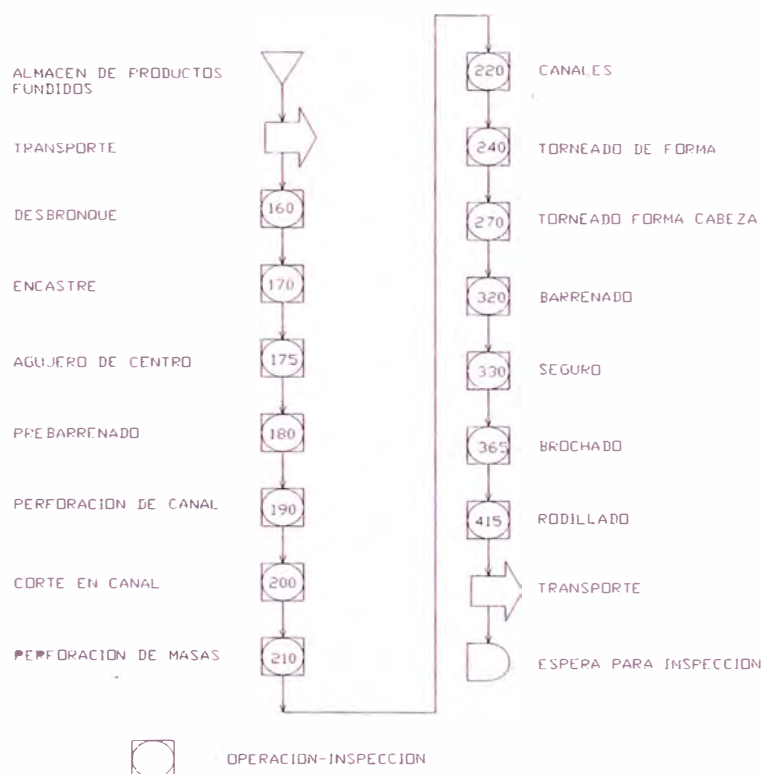 ALMACEN DE PRODUCTOS
FUNDIDOS
TRANSPORTE
160
DESBRONQUE
170
ENCASTRE
175
AGUJERO DE CENTRO
180
PREBARRENADO
190
PERFORACION DE CANAL
200
CORTE EN CANAL
210
PERFORACION DE MASAS
220
CANALES
240
TORNEADO DE FORMA
270
TORNEADO FORMA CABEZA
320
BARRENADO
330
SEGURO
365
BROCHADO
415
RODILLADO
TRANSPORTE
ESPERA PARA INSPECCION
OPERACION-INSPECCION